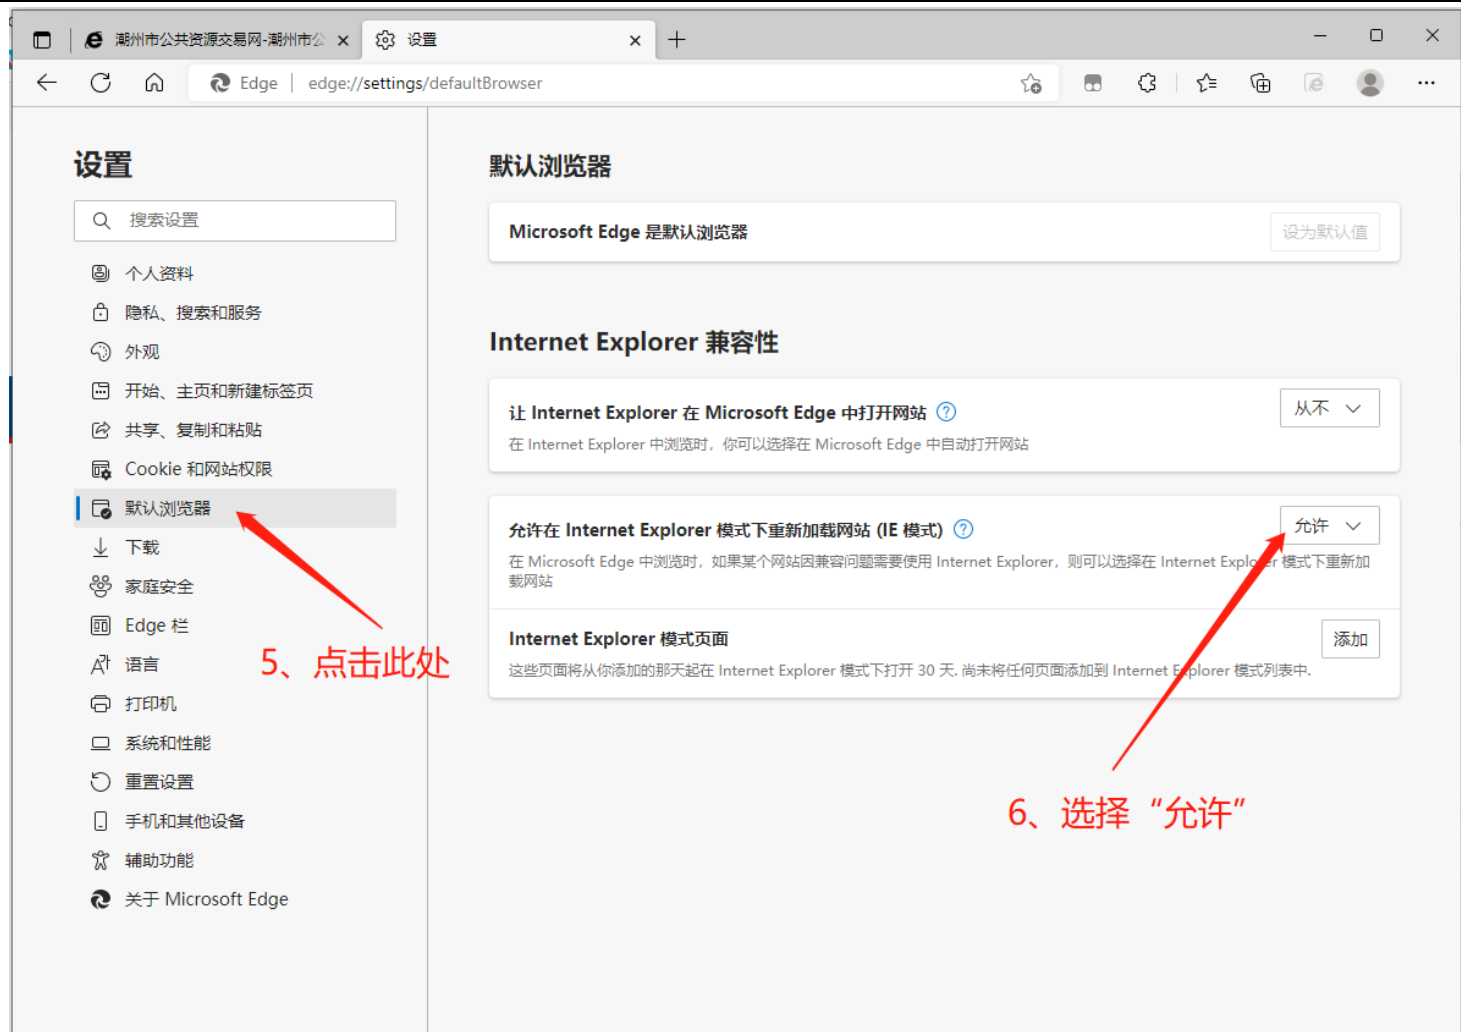 潮州市公共资源交易网-潮州市公
设置
Edge
edge://settings/defaultBrowser
设置
搜索设置
个人资料
隐私、搜索和服务
外观
开始、主页和新建标签页
共享、复制和粘贴
Cookie 和网站权限
默认浏览器
下载
家庭安全
Edge 栏
语言
打印机
系统和性能
重置设置
手机和其他设备
辅助功能
关于 Microsoft Edge
5、点击此处
默认浏览器
Microsoft Edge 是默认浏览器
设为默认值
Internet Explorer 兼容性
让 Internet Explorer 在 Microsoft Edge 中打开网站
从不
在 Internet Explorer 中浏览时，你可以选择在 Microsoft Edge 中自动打开网站
允许在 Internet Explorer 模式下重新加载网站 (IE 模式)
允许
在 Microsoft Edge 中浏览时，如果某个网站因兼容问题需要使用 Internet Explorer，则可以选择在 Internet Explorer 模式下重新加
载网站
Internet Explorer 模式页面
添加
这些页面将从你添加的那天起在 Internet Explorer 模式下打开 30 天. 尚未将任何页面添加到 Internet Explorer 模式列表中.
6、选择“允许”